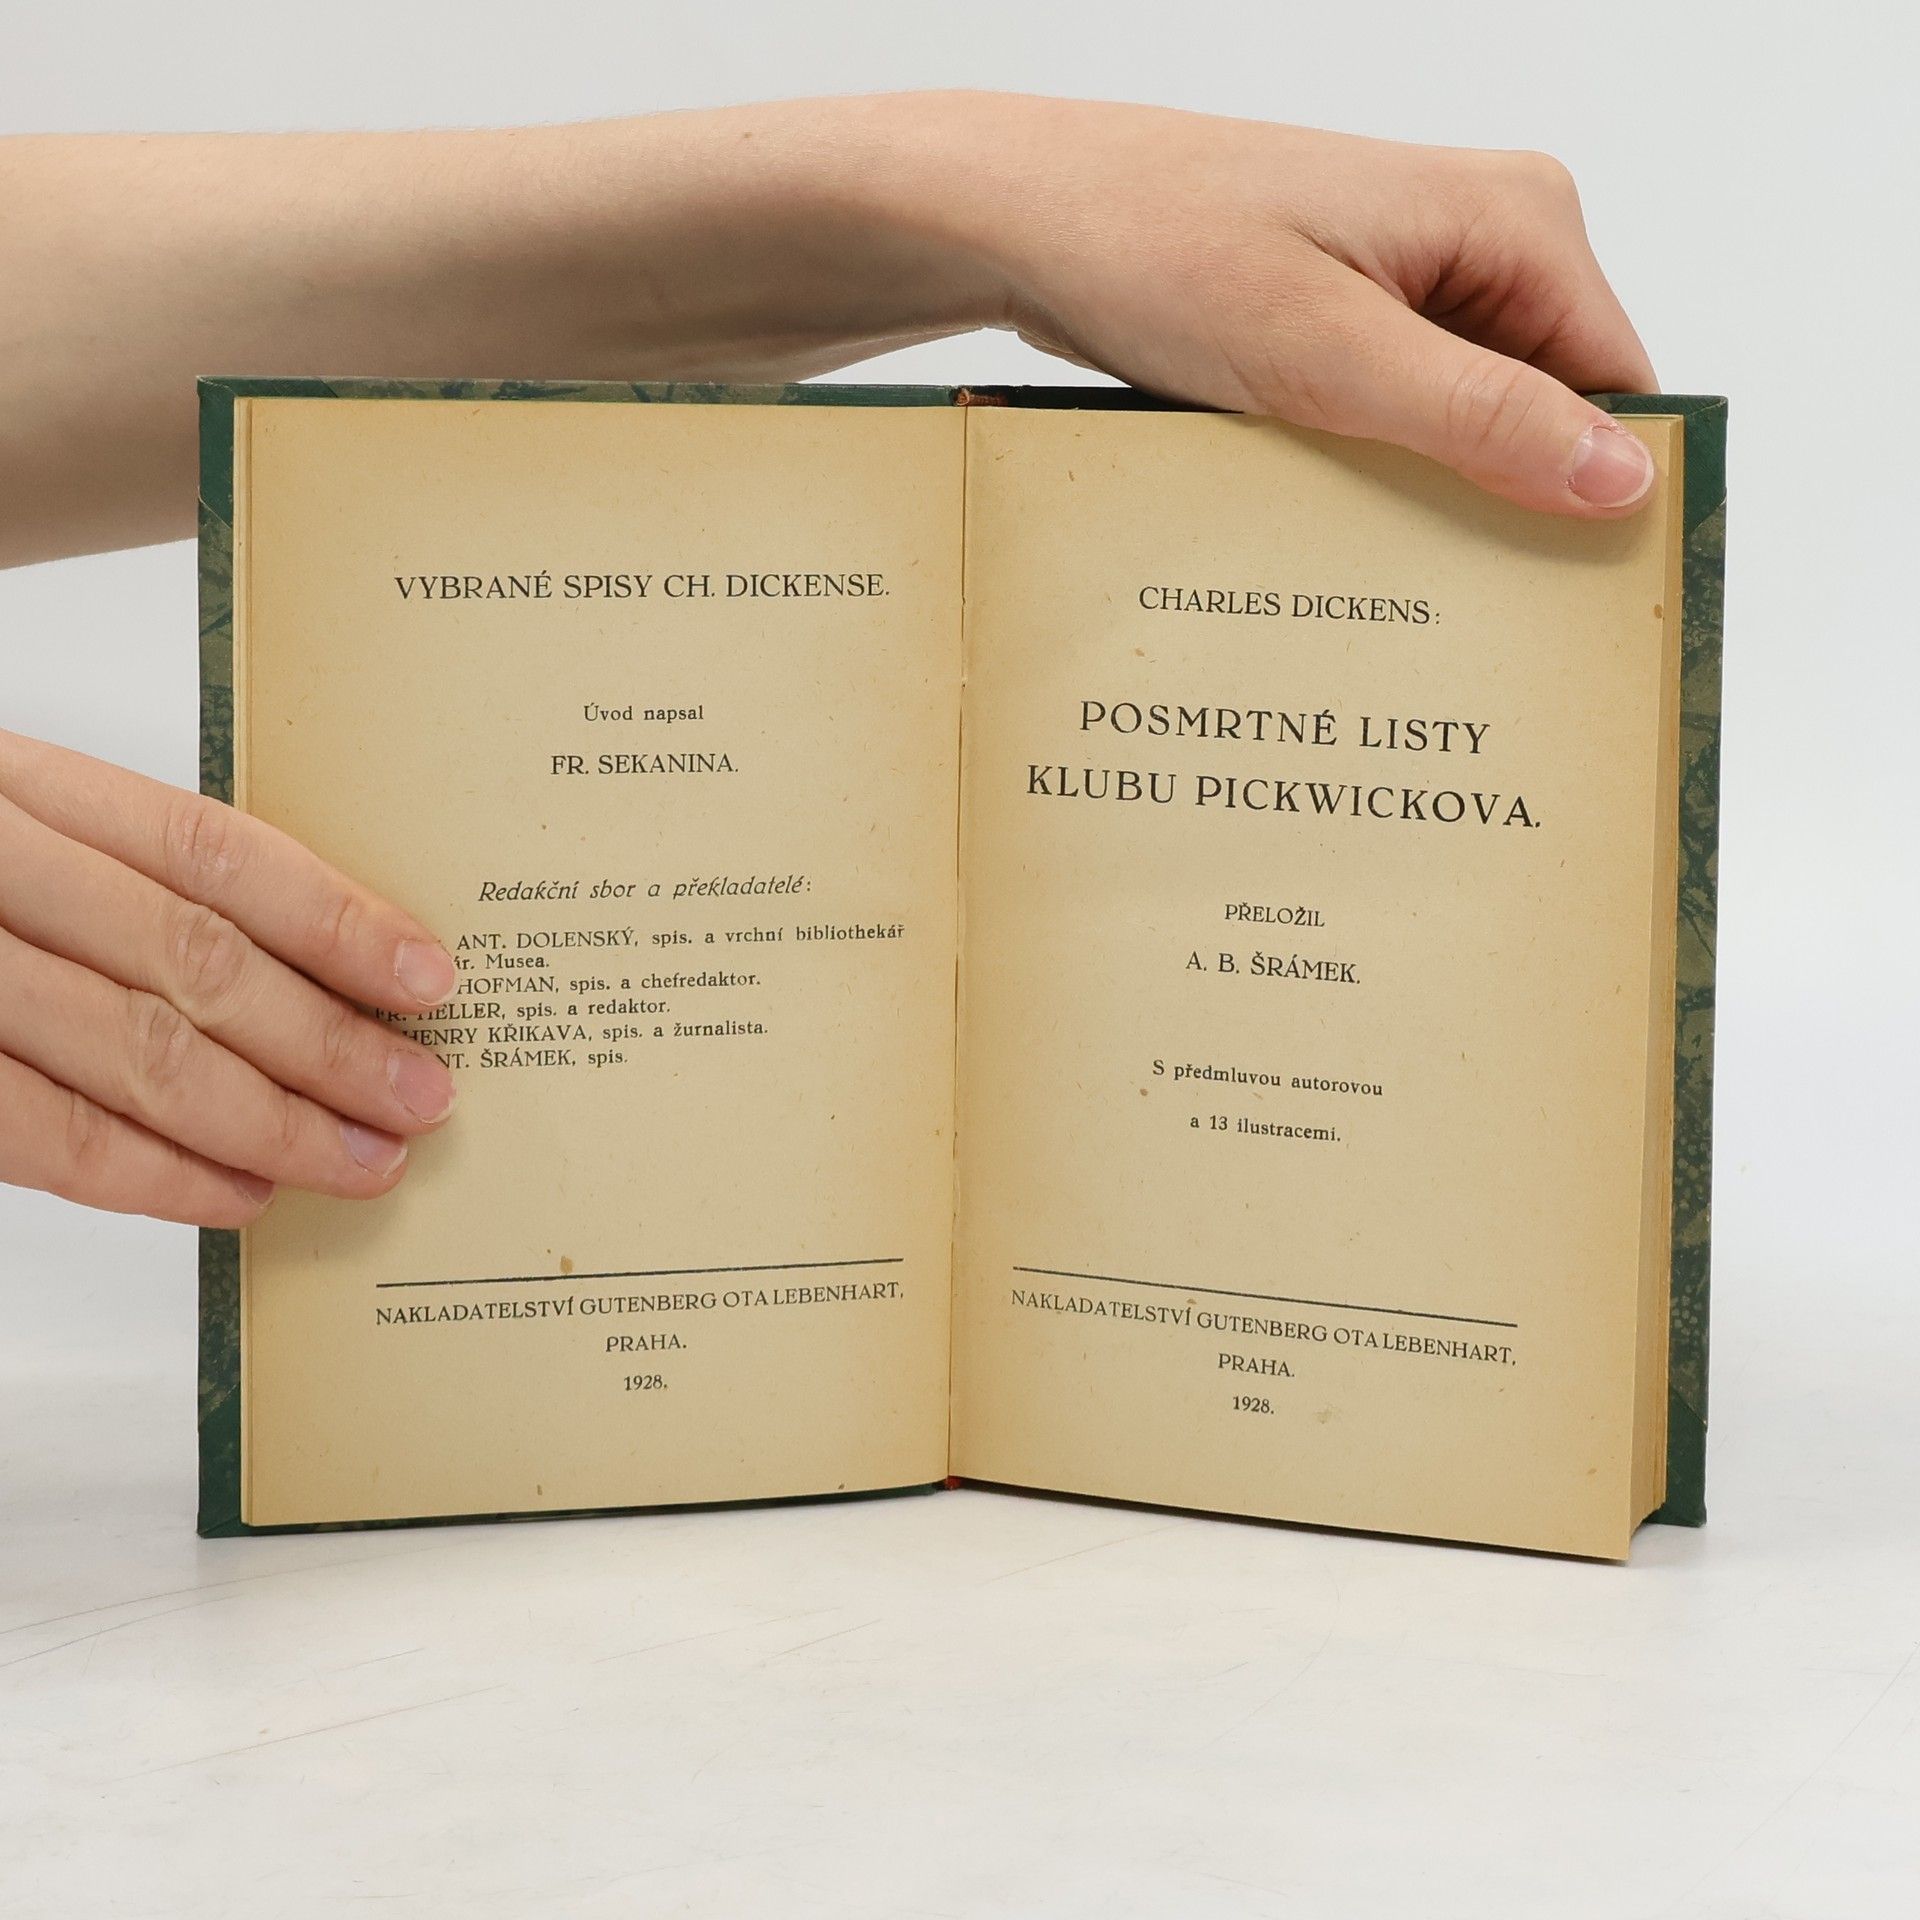 VYBRANÉ SPISY CH. DICKENSE.
Úvod napsal
FR. SEKANINA.
Redakční sbor a překladatelé:
ANT. DOLENSKÝ, spis. a vrchní bibliothekář
Musea.
HOFMAN, spis. a chefredaktor.
FR. HELLER, spis. a redaktor.
HENRY KŘIKAVA, spis. a žurnalista.
ŠRÁMEK, spis.
NAKLADATELSTVÍ GUTENBERG OTA LEBENHART,
PRAHA.
1928.
CHARLES DICKENS:
POSMRTNÉ LISTY
KLUBU PICKWICKOVA.
PŘELOŽIL
A. B. ŠRÁMEK.
S předmluvou autorovou
a 13 ilustracemi.
NAKLADATELSTVÍ GUTENBERG OTA LEBENHART,
PRAHA.
1928.